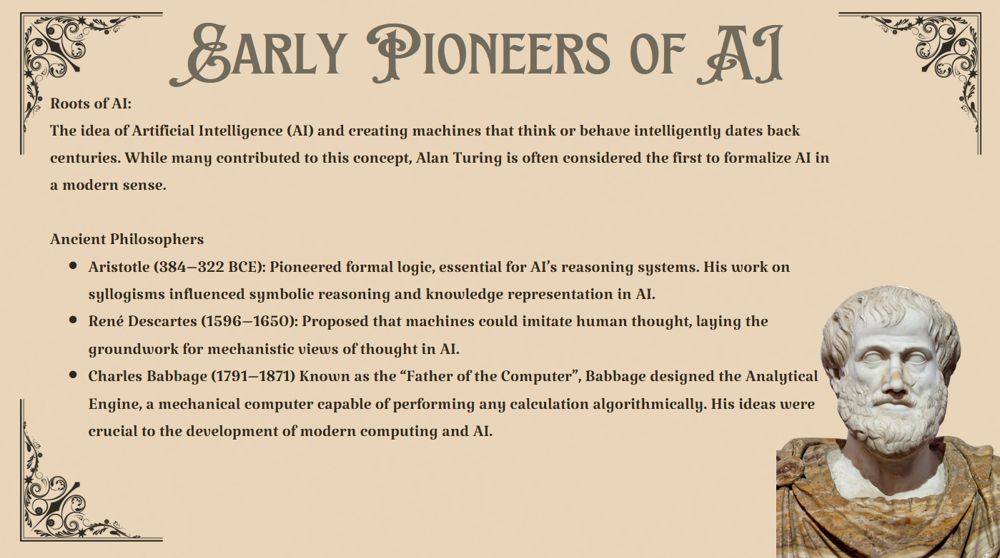 Early Pioneers of AI
Roots of AI:
The idea of Artificial Intelligence (AI) and creating machines that think or behave intelligently dates back
centuries. While many contributed to this concept, Alan Turing is often considered the first to formalize AI in
a modern sense.
Ancient Philosophers
• Aristotle (384–322 BCE): Pioneered formal logic, essential for AI’s reasoning systems. His work on
syllogisms influenced symbolic reasoning and knowledge representation in AI.
• René Descartes (1596–1650): Proposed that machines could imitate human thought, laying the
groundwork for mechanistic views of thought in AI.
• Charles Babbage (1791–1871) Known as the “Father of the Computer”, Babbage designed the Analytical
Engine, a mechanical computer capable of performing any calculation algorithmically. His ideas were
crucial to the development of modern computing and AI.